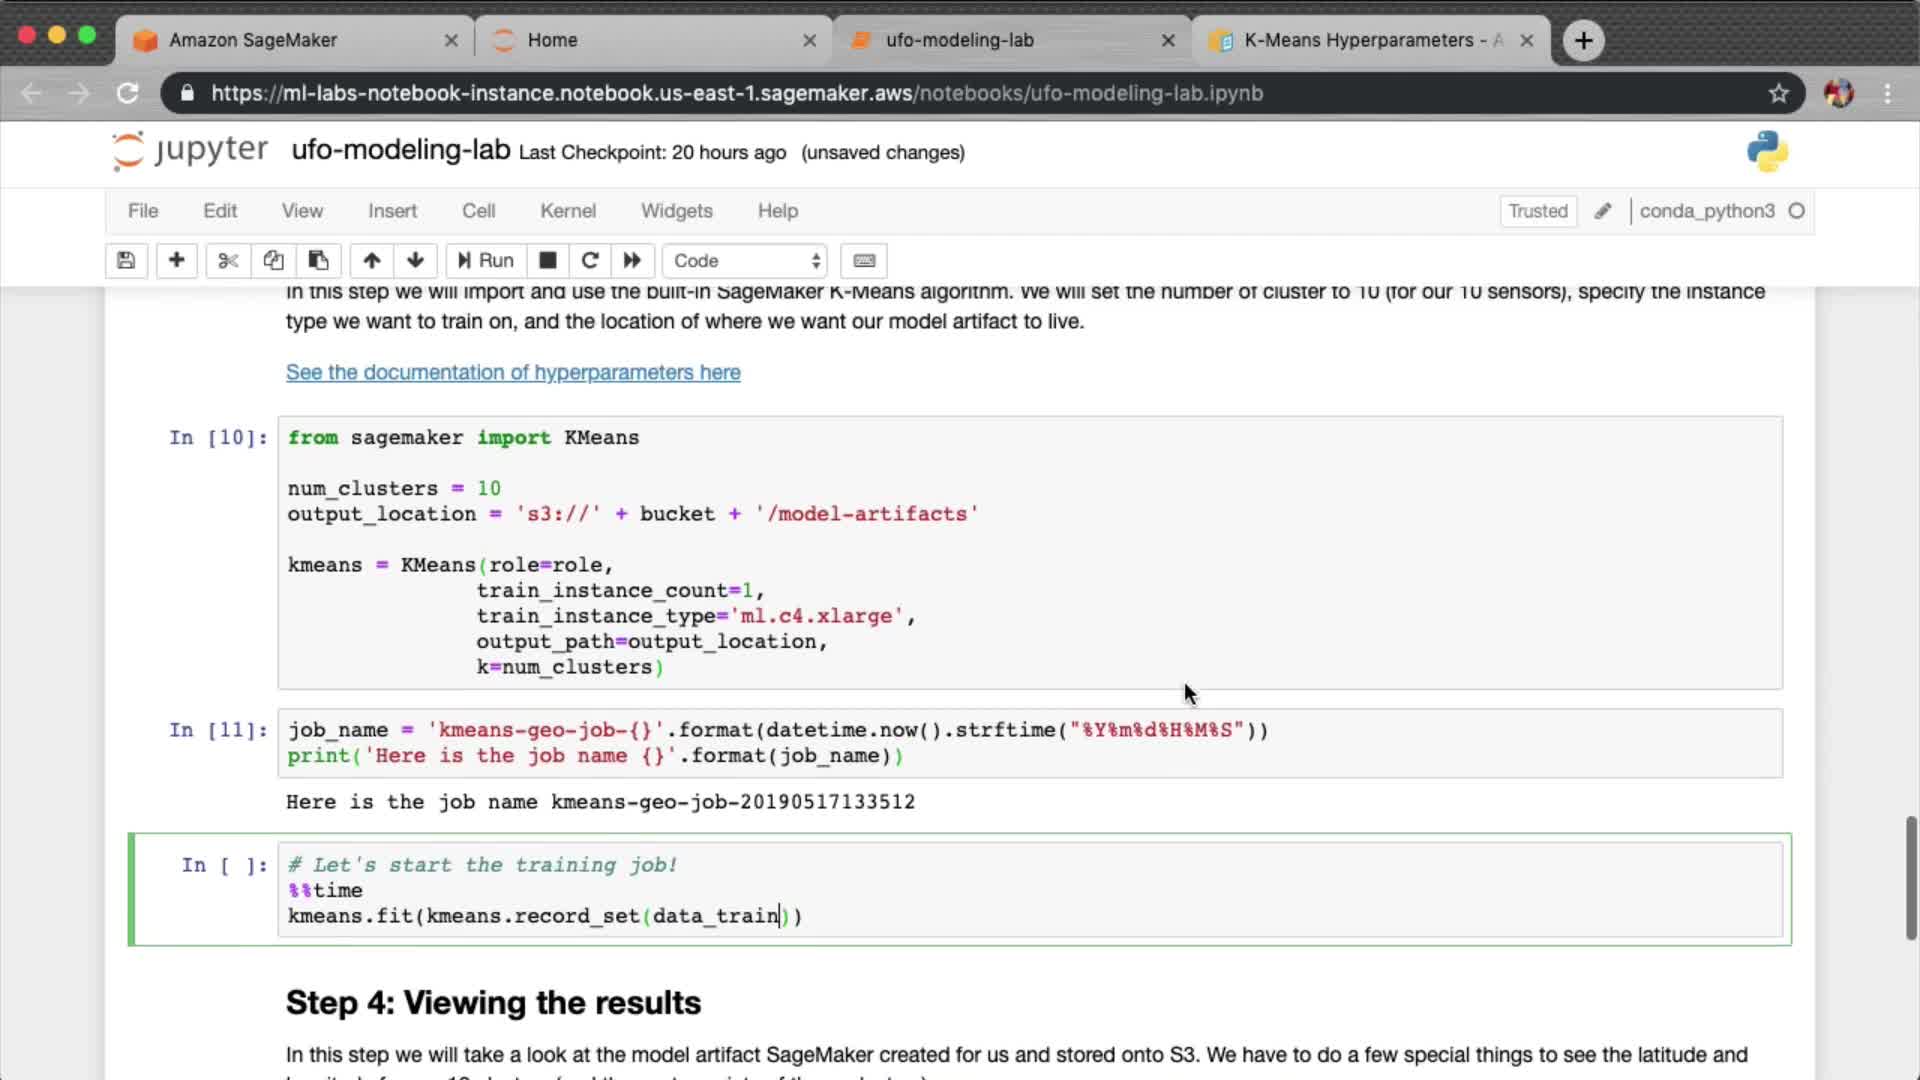 Amazon SageMaker
Home
ufo-modeling-lab
K-Means Hyperparameters - A
https://ml-labs-notebook-instance.notebook.us-east-1.sagemaker.aws/notebooks/ufo-modeling-lab.ipynb
jupyter ufo-modeling-lab Last Checkpoint: 20 hours ago (unsaved changes)
File Edit View Insert Cell Kernel Widgets Help Trusted conda_python3
Run Code
In this step we will import and use the built-in SageMaker K-Means algorithm. We will set the number of cluster to 10 (for our 10 sensors), specify the instance
type we want to train on, and the location of where we want our model artifact to live.
See the documentation of hyperparameters here
In [10]: from sagemaker import KMeans
num_clusters = 10
output_location = 's3://' + bucket + '/model-artifacts'
kmeans = KMeans(role=role,
train_instance_count=1,
train_instance_type='ml.c4.xlarge',
output_path=output_location,
k=num_clusters)
In [11]: job_name = 'kmeans-geo-job-{}'.format(datetime.now().strftime("%Y%m%d%H%M%S"))
print('Here is the job name {}'.format(job_name))
Here is the job name kmeans-geo-job-20190517133512
In [ ]: # Let's start the training job!
%%time
kmeans.fit(kmeans.record_set(data_train))
Step 4: Viewing the results
In this step we will take a look at the model artifact SageMaker created for us and stored onto S3. We have to do a few special things to see the latitude and